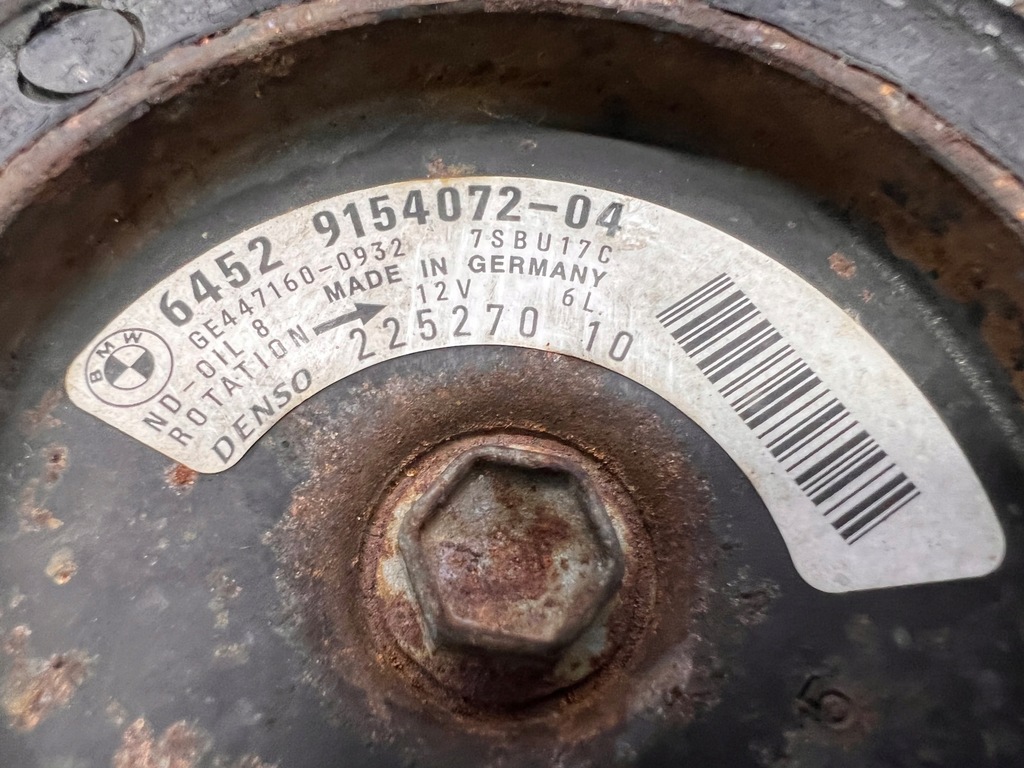 BMW
6452 9154072-04
GE447160-0932 7SBU17C
ND-OIL 8 MADE IN GERMANY
ROTATION 12V 6L.
DENSO 225270 10